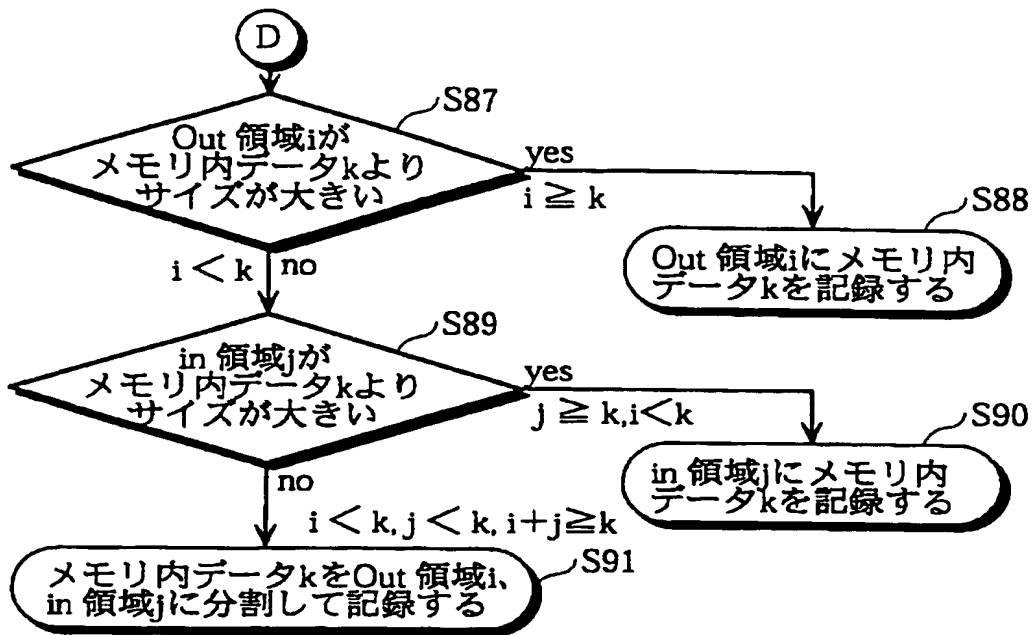 D
S87
Out 領域iが
メモリ内データkより
サイズが大きい
yes
i ≧ k
S88
Out 領域iにメモリ内
データkを記録する
i < k
no
S89
in 領域jが
メモリ内データkより
サイズが大きい
yes
j ≧ k,i<k
S90
in 領域jにメモリ内
データkを記録する
no
i < k, j < k, i+j≧k
S91
メモリ内データkをOut 領域i、
in 領域jに分割して記録する